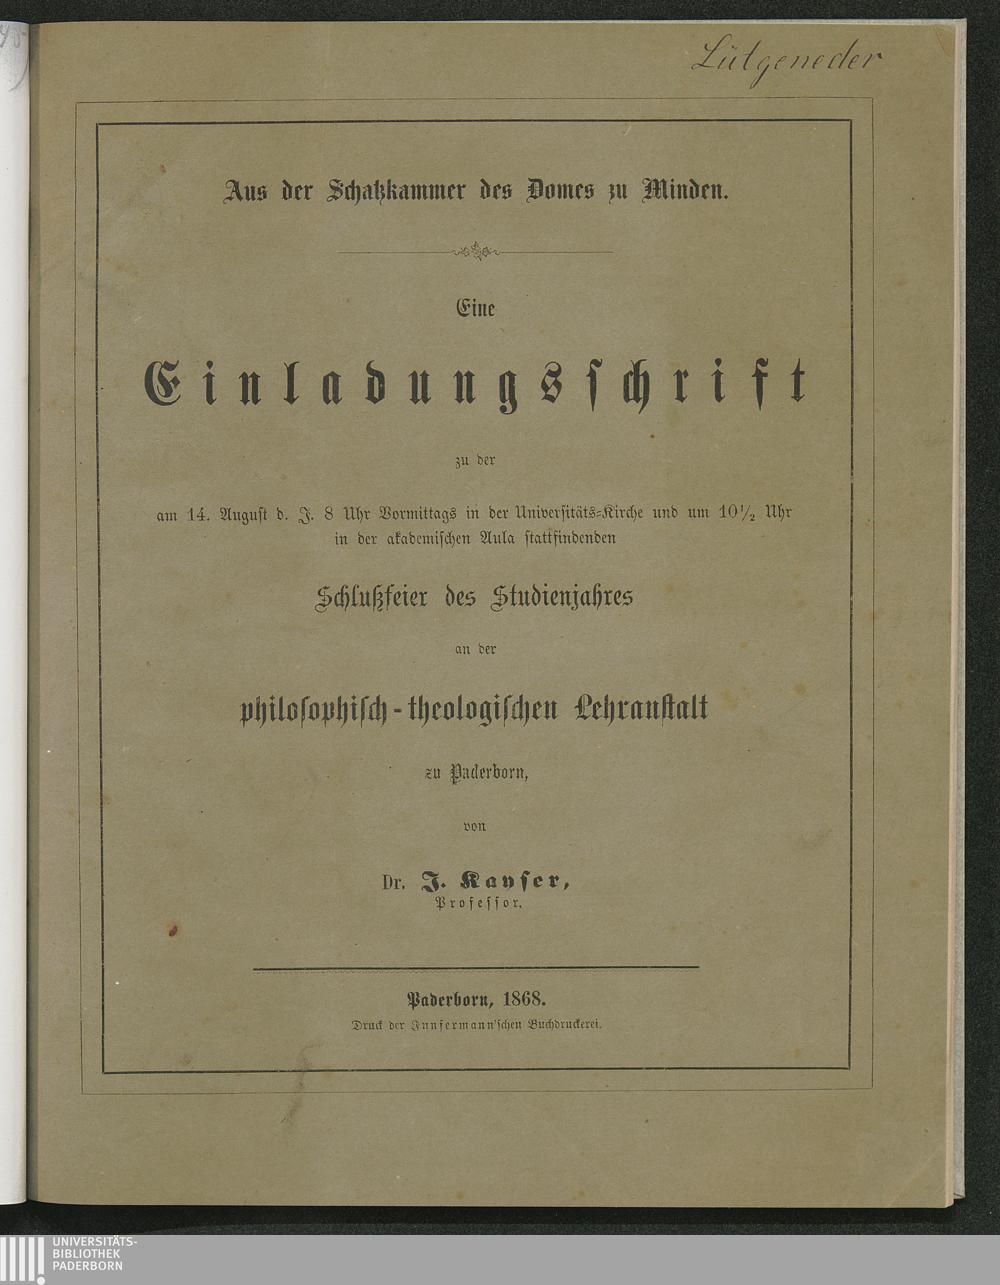 Lütgeneder
Aus der Schatzkammer des Domes zu Minden.
Eine
Einladungsschrift
zu der
am 14. August d. J. 8 Uhr Vormittags in der Universitäts-Kirche und um 10 1/2 Uhr
in der akademischen Aula stattfindenden
Schlußfeier des Studienjahres
an der
philosophisch-theologischen Lehranstalt
zu Paderborn,
von
Dr. J. Kayser,
Professor.
Paderborn, 1868.
Druck der Junfermann'schen Buchdruckerei.
UNIVERSITÄTS-
BIBLIOTHEK
PADERBORN